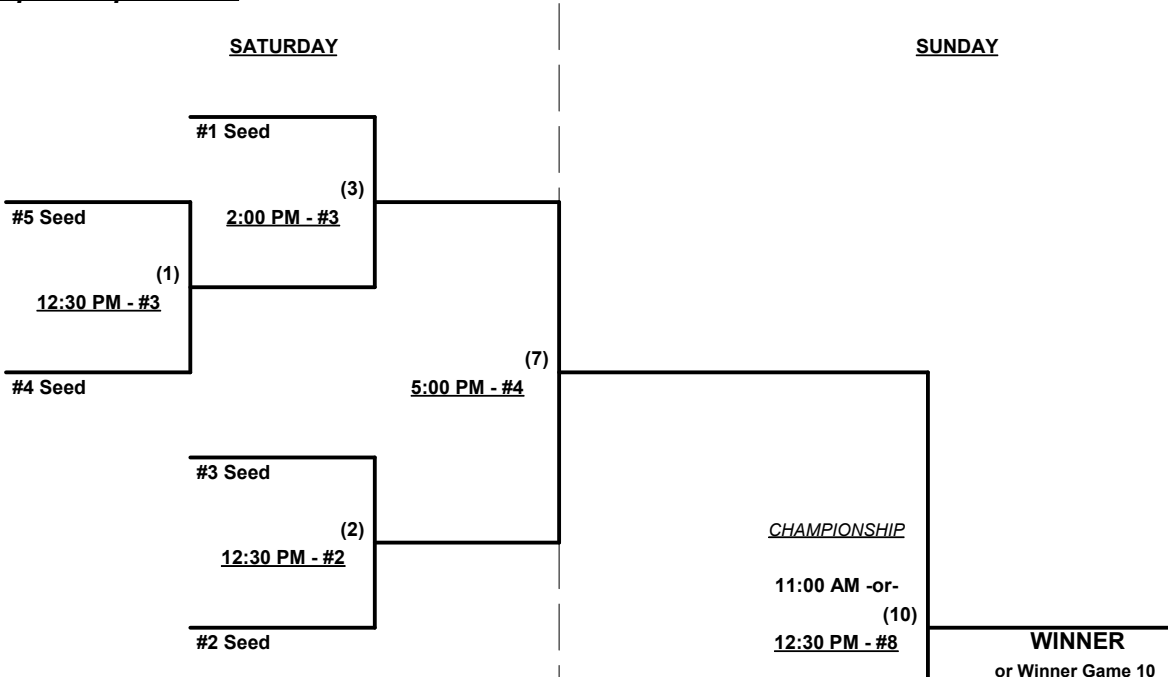 SATURDAY
SUNDAY
#1 Seed
(3)
#5 Seed
2:00 PM - #3
(1)
12:30 PM - #3
(7)
#4 Seed
5:00 PM - #4
#3 Seed
(2)
CHAMPIONSHIP
12:30 PM - #2
11:00 AM -or-
(10)
#2 Seed
12:30 PM - #8
WINNER
or Winner Game 10